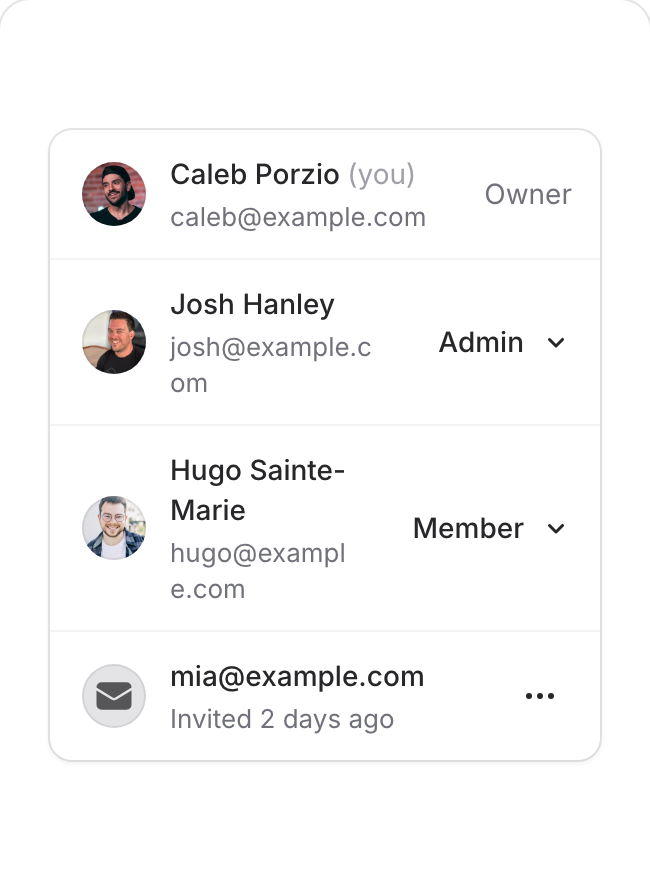 Caleb Porzio (you)
caleb@example.com
Owner
Josh Hanley
josh@example.c
om
Admin
Hugo Sainte-
Marie
hugo@exampl
e.com
Member
mia@example.com
Invited 2 days ago